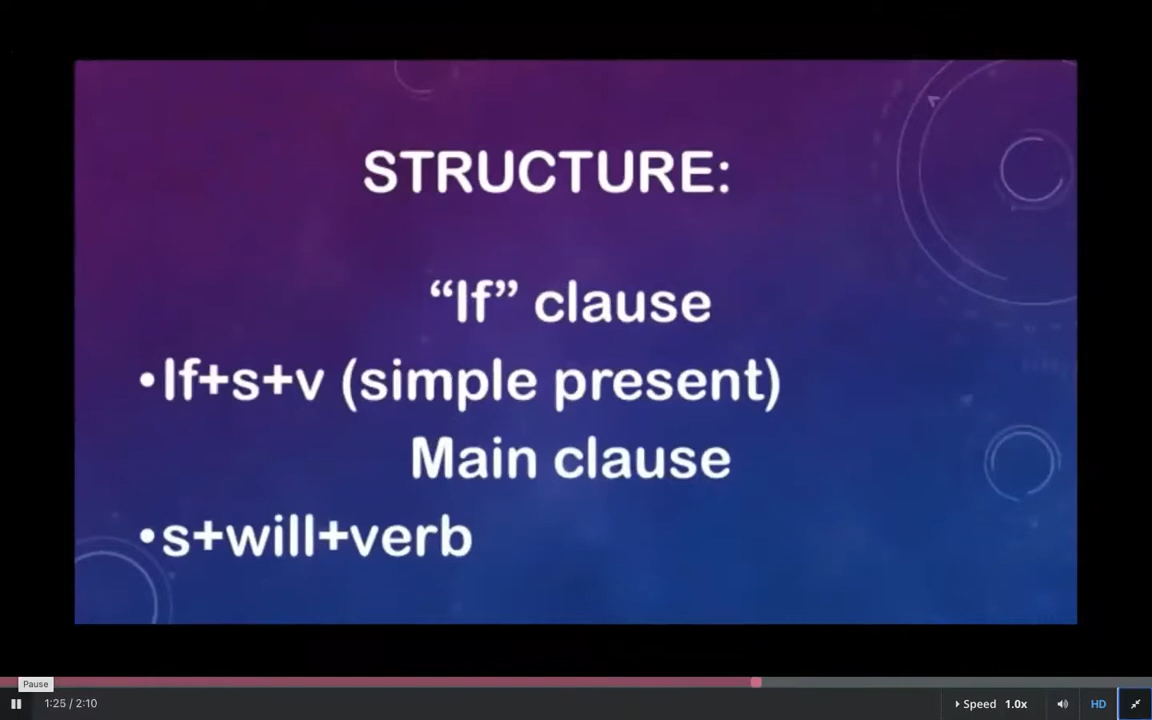 STRUCTURE:
“If” clause
•If+s+v (simple present)
Main clause
•s+will+verb
Pause
1:25 / 2:10
Speed 1.0x
HD